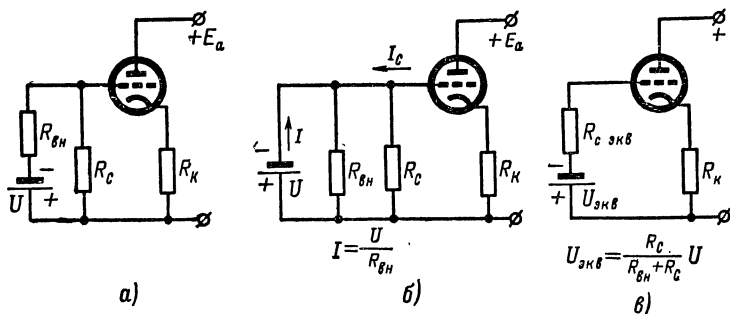 +Eа
Rвн
Rс
Rк
−
U
+
а)
+Eа
Iс
I
−
+
U
Rвн
Rс
Rк
I = U / Rвн
б)
+
Rс экв
−
+
Uэкв
Rк
Uэкв = Rс / (Rвн + Rс) U
в)